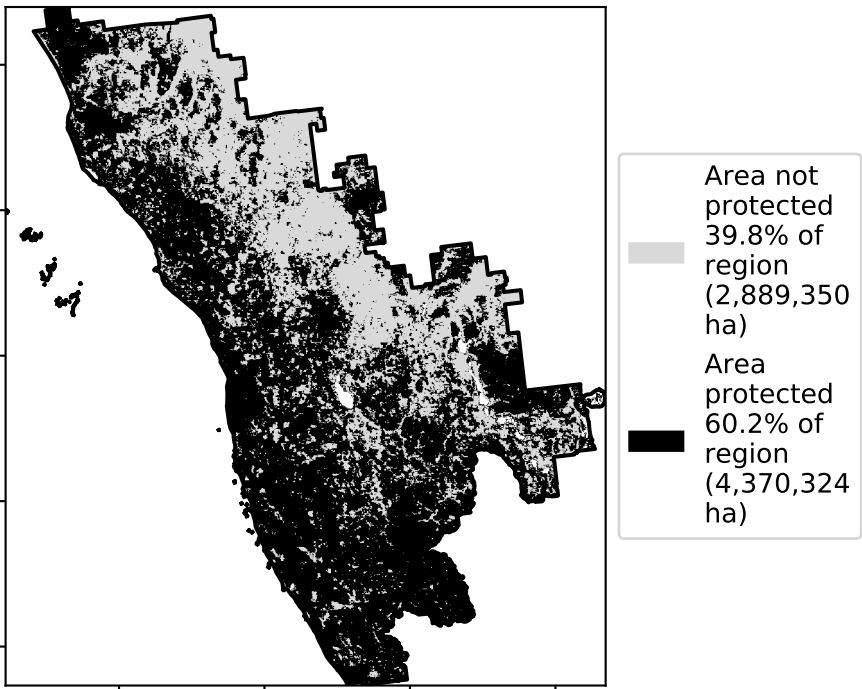 Area not
protected
39.8% of
region
(2,889,350
ha)
Area
protected
60.2% of
region
(4,370,324
ha)